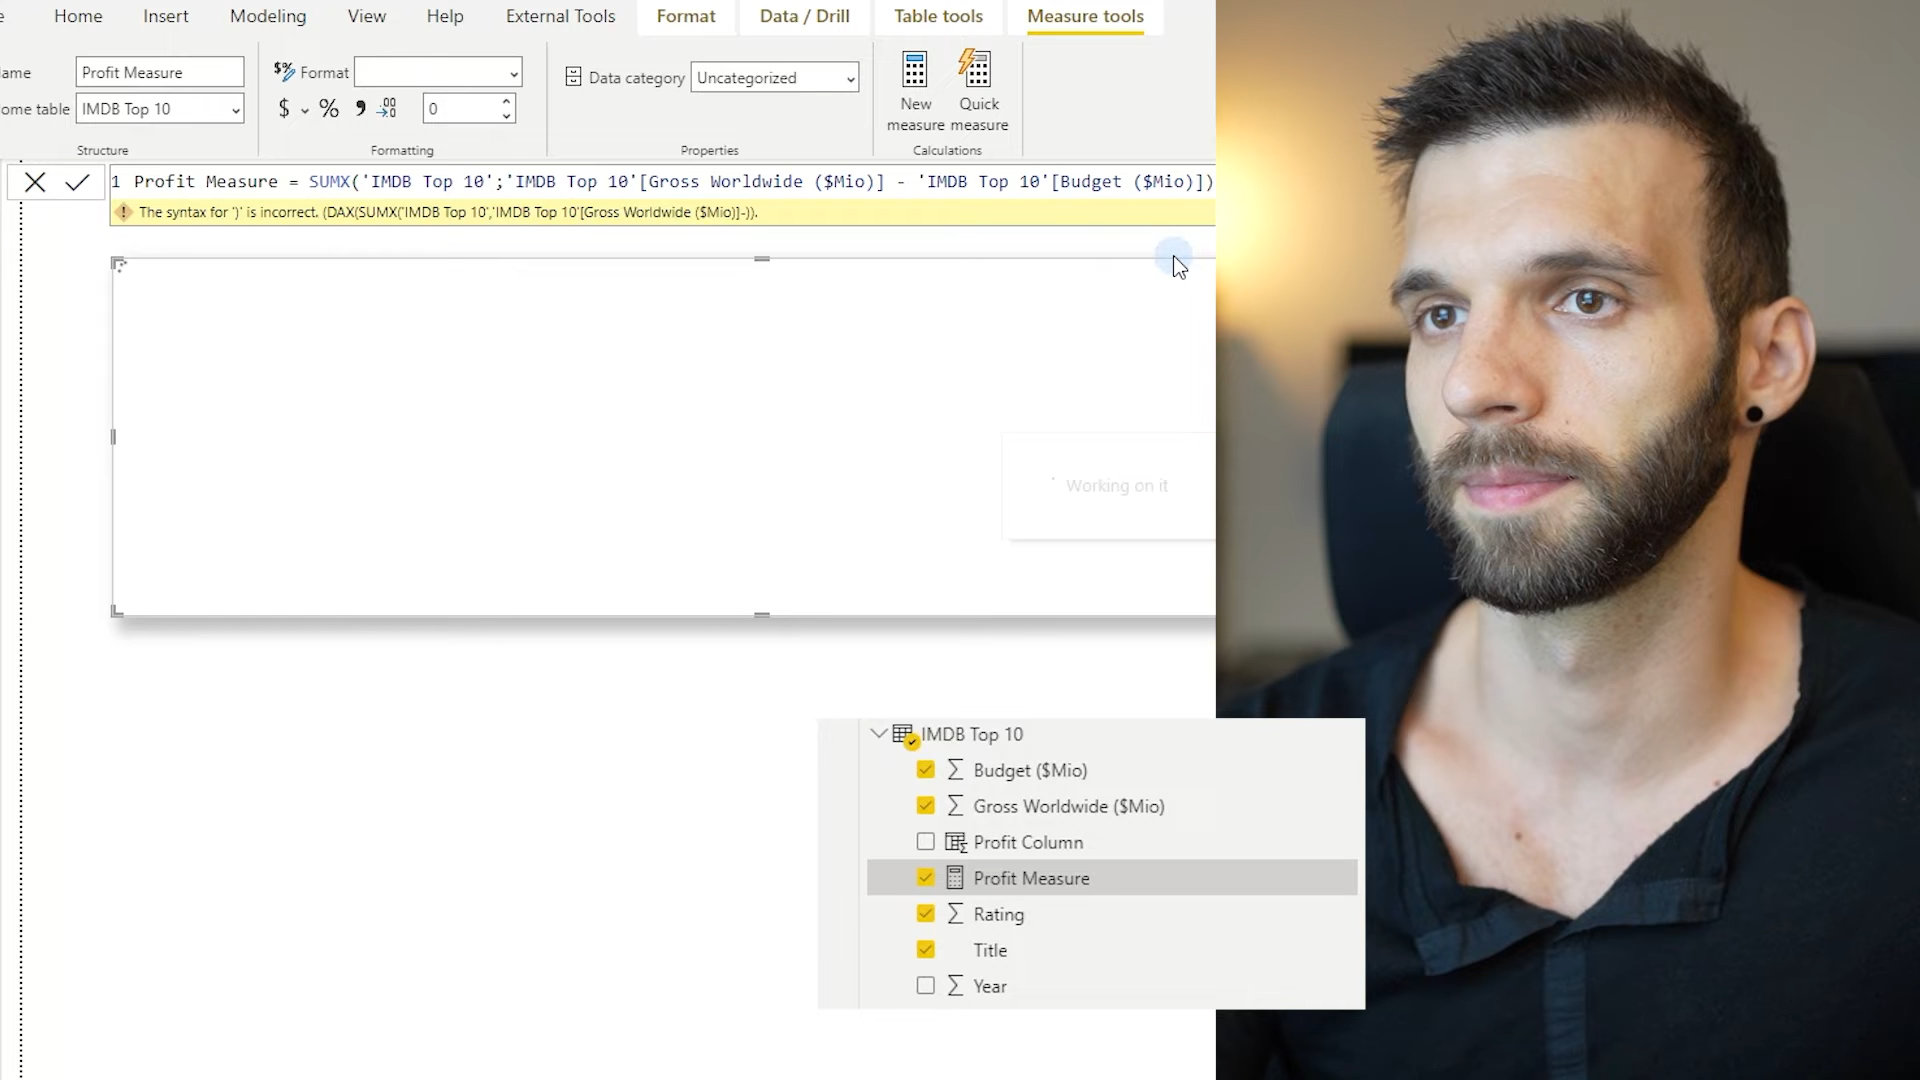 Home Insert Modeling View Help External Tools Format Data / Drill Table tools Measure tools
ame Profit Measure
Format
Data category Uncategorized
ome table IMDB Top 10
$ % 9 .00 →.0 0
New measure
Quick measure
Structure Formatting Properties Calculations
1 Profit Measure = SUMX('IMDB Top 10';'IMDB Top 10'[Gross Worldwide ($Mio)] - 'IMDB Top 10'[Budget ($Mio)])
The syntax for ')' is incorrect. (DAX(SUMX('IMDB Top 10','IMDB Top 10'[Gross Worldwide ($Mio)]-)).
Working on it
IMDB Top 10
Budget ($Mio)
Gross Worldwide ($Mio)
Profit Column
Profit Measure
Rating
Title
Year